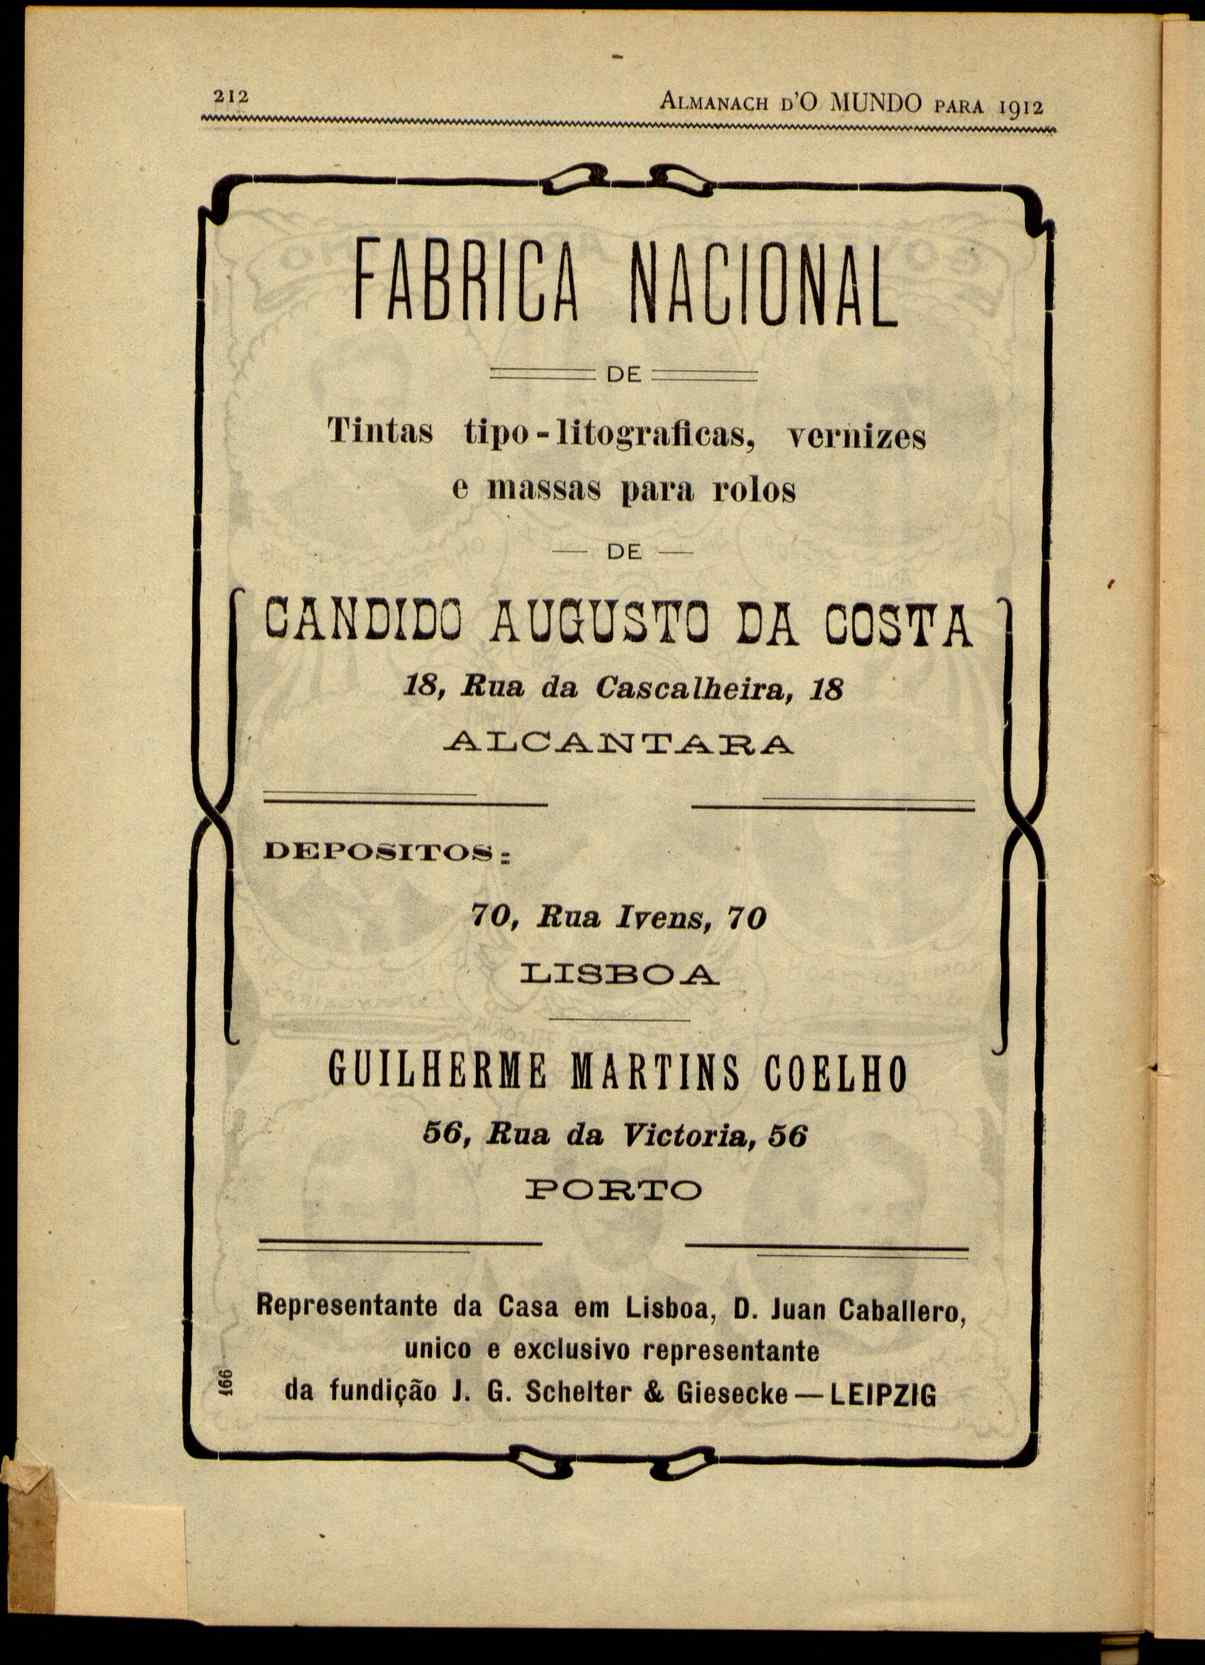 212
ALMANACH D'O MUNDO PARA 1912
FABRICA NACIONAL
DE
Tintas tipo-litograficas, vernizes
e massas para rolos
DE
CANDIDO AUGUSTO DA COSTA
18, Rua da Cascalheira, 18
ALCANTARA
DEPOSITOS:
70, Rua Ivens, 70
LISBOA
GUILHERME MARTINS COELHO
56, Rua da Victoria, 56
PORTO
Representante da Casa em Lisboa, D. Juan Caballero,
unico e exclusivo representante
da fundição J. G. Schelter & Giesecke — LEIPZIG
166